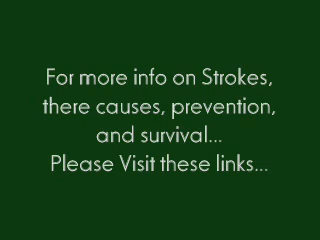 For more info on Strokes,
there causes, prevention,
and survival...
Please Visit these links...